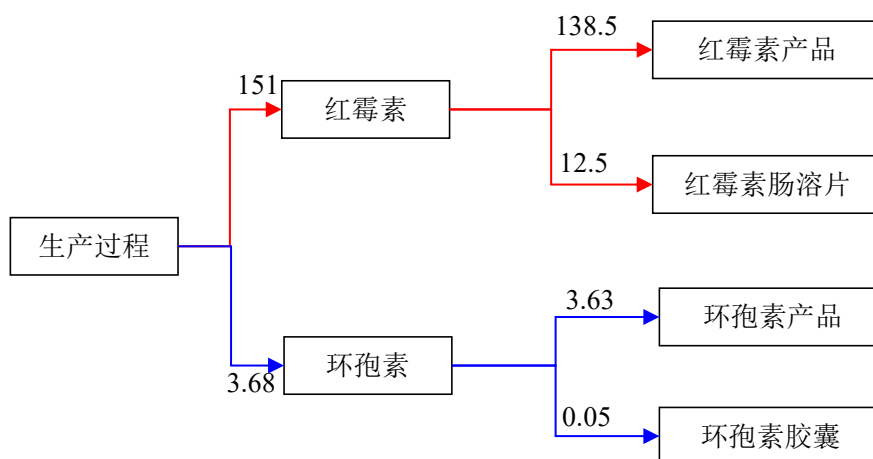 138.5
红霉素产品
151
红霉素
12.5
红霉素肠溶片
生产过程
3.63
环孢素产品
环孢素
3.68
0.05
环孢素胶囊